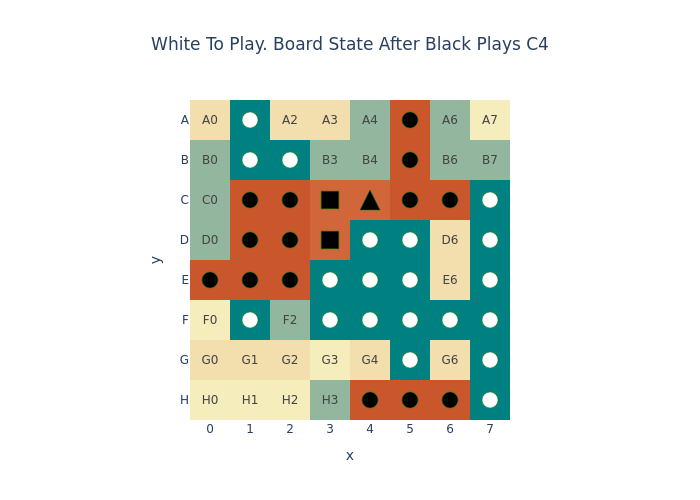 White To Play. Board State After Black Plays C4
A A0 A2 A3 A4 A6 A7
B B0 B3 B4 B6 B7
C C0
D D0 D6
E E6
F F0 F2
G G0 G1 G2 G3 G4 G6
H H0 H1 H2 H3
0 1 2 3 4 5 6 7
x
y